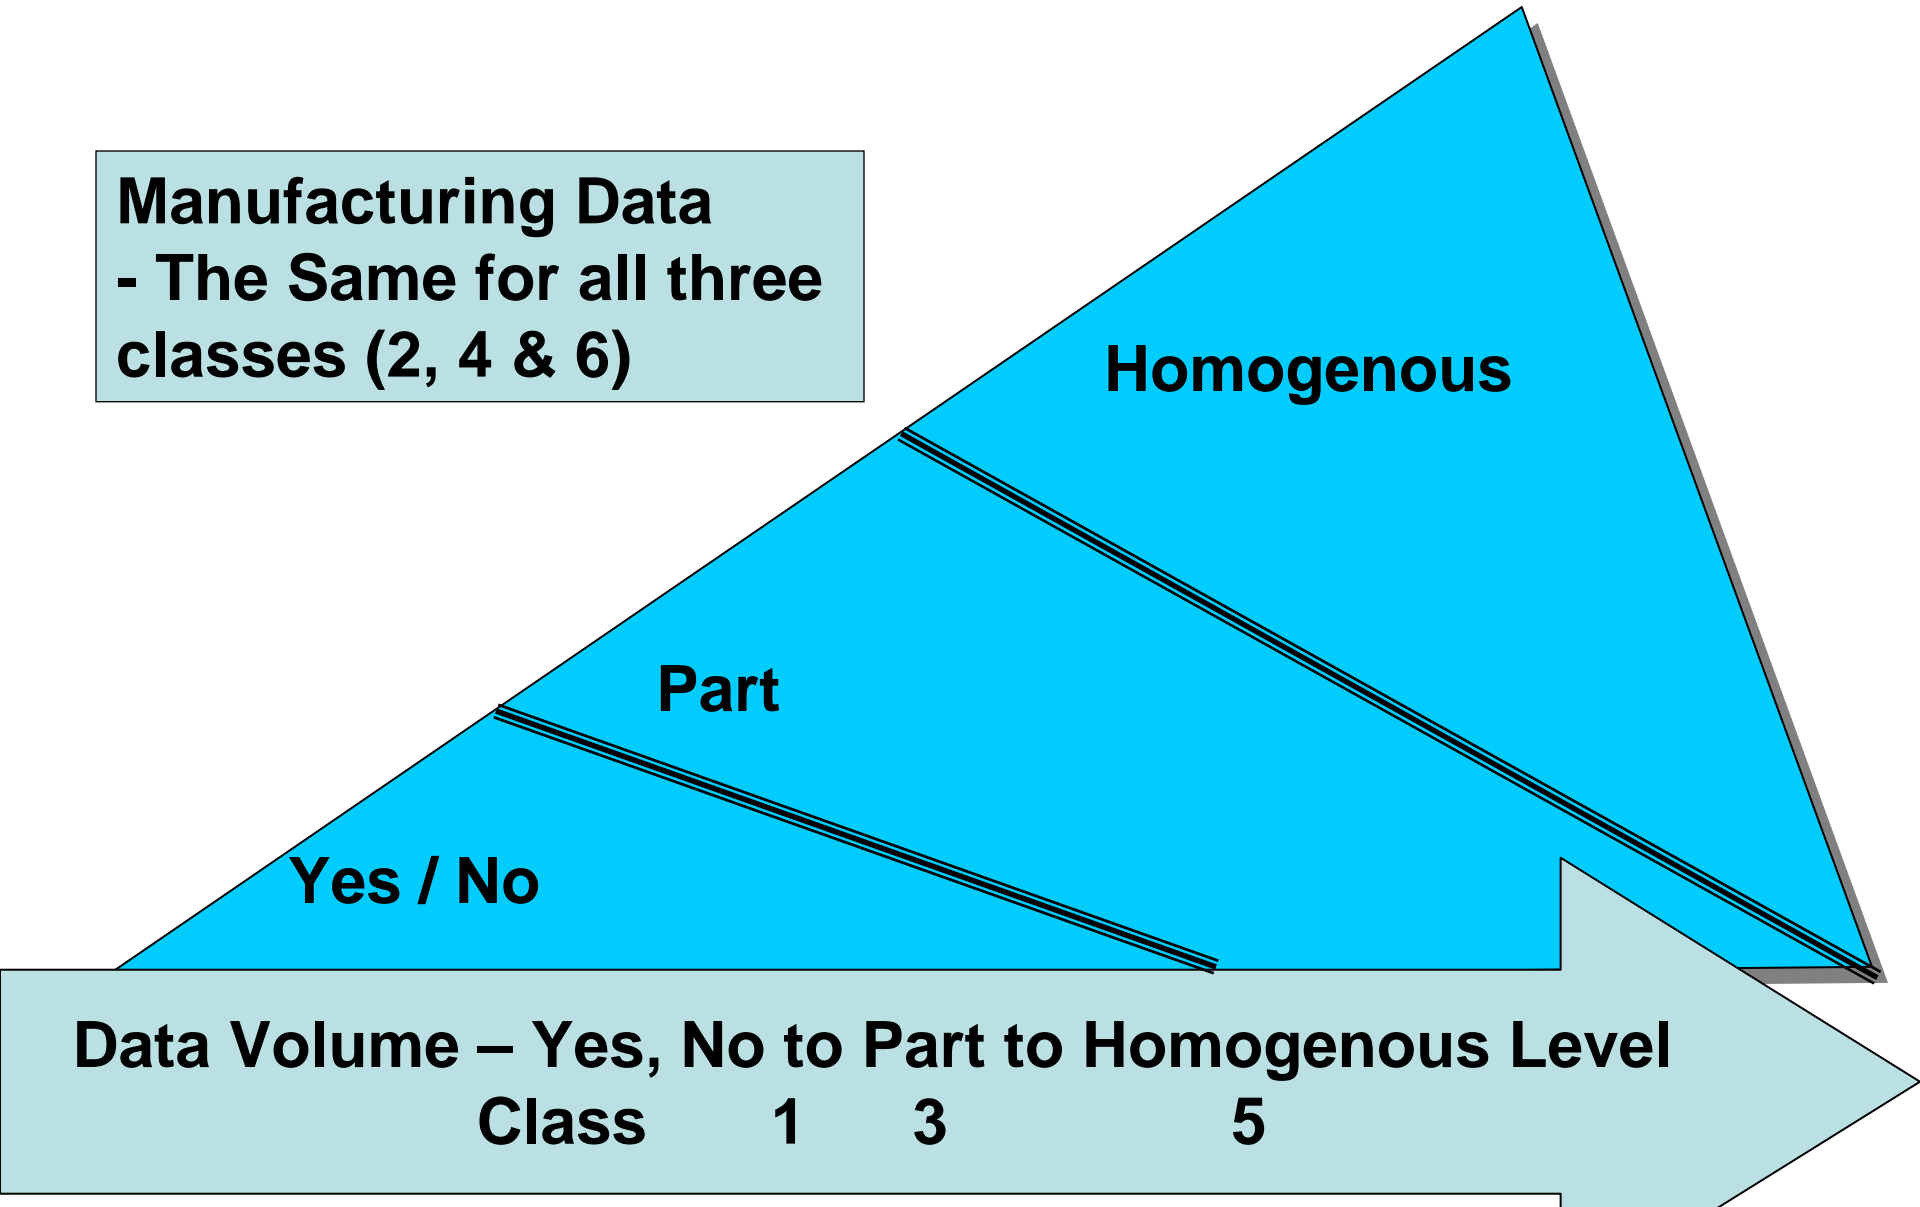 Manufacturing Data
- The Same for all three
classes (2, 4 & 6)
Homogenous
Part
Yes / No
Data Volume – Yes, No to Part to Homogenous Level
Class 1 3 5